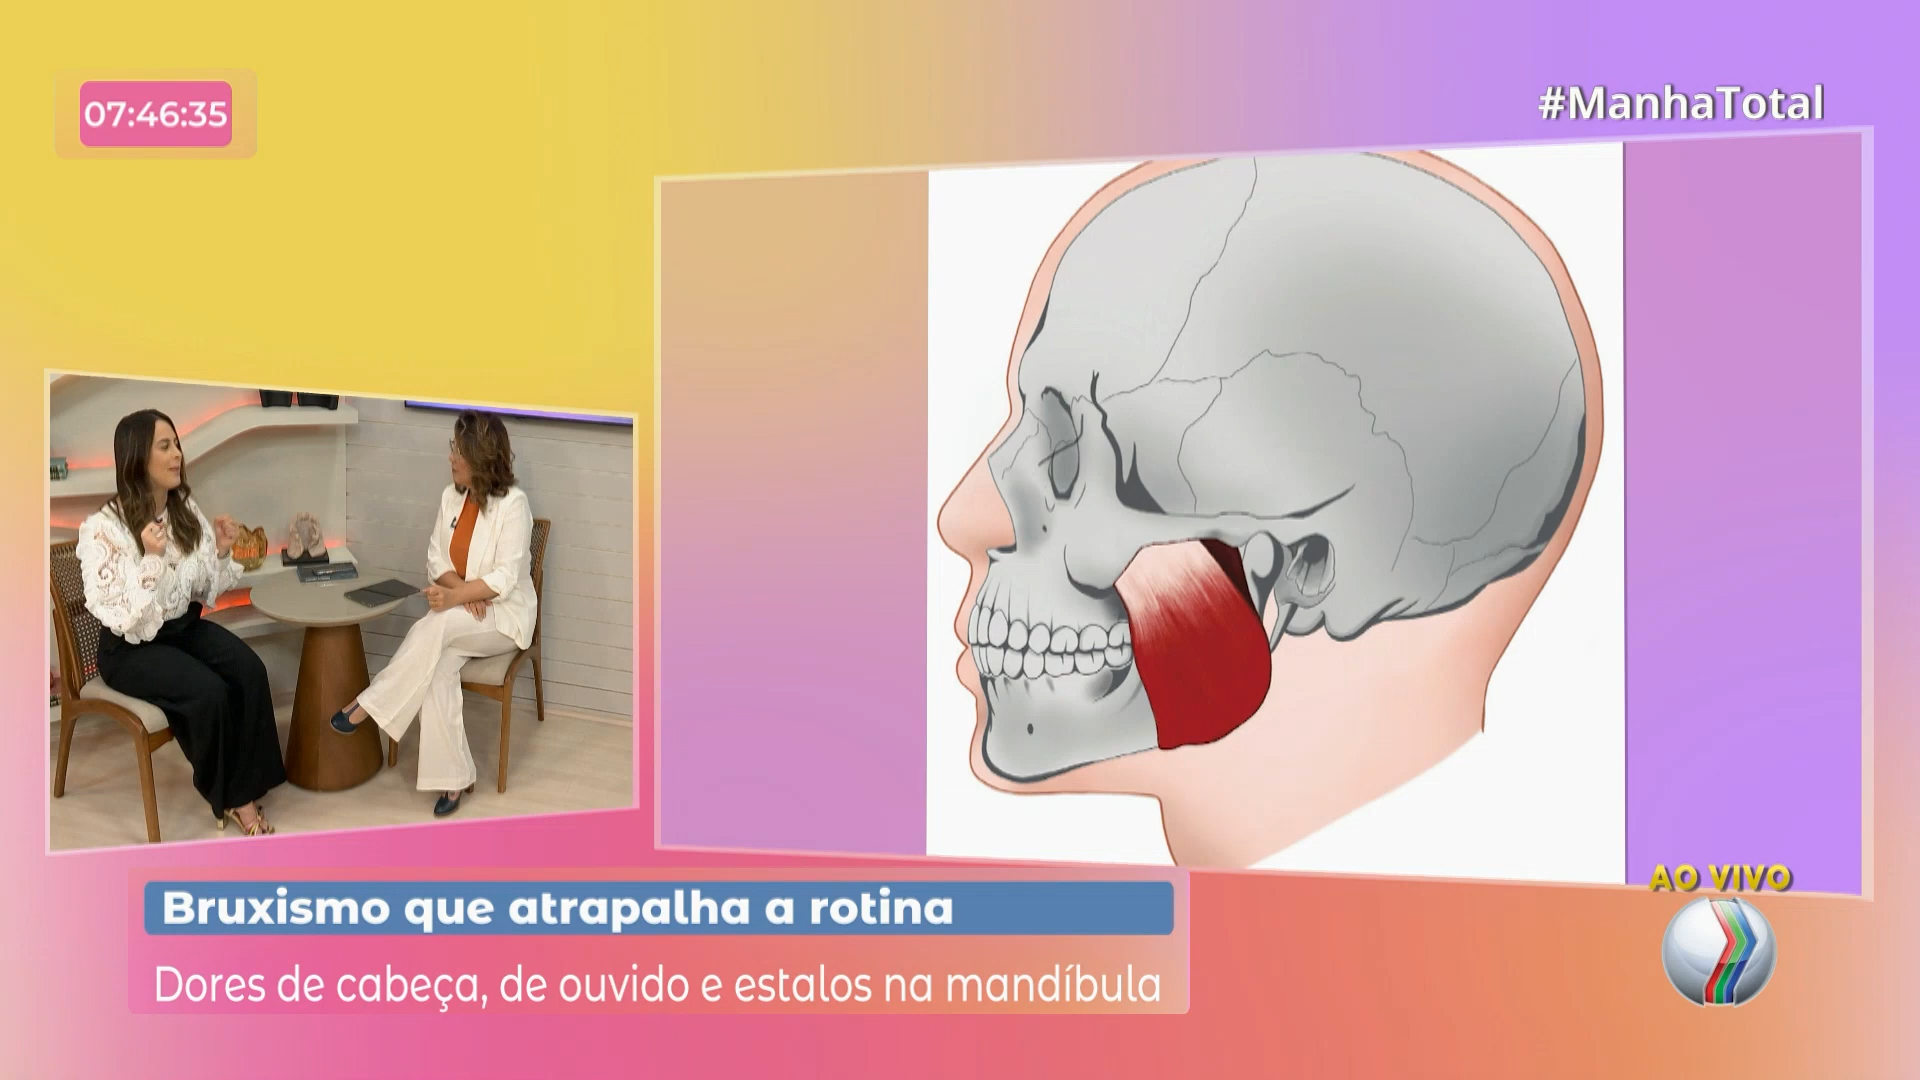 07:46:35
#ManhaTotal
AO VIVO
Bruxismo que atrapalha a rotina
Dores de cabeça, de ouvido e estalos na mandíbula